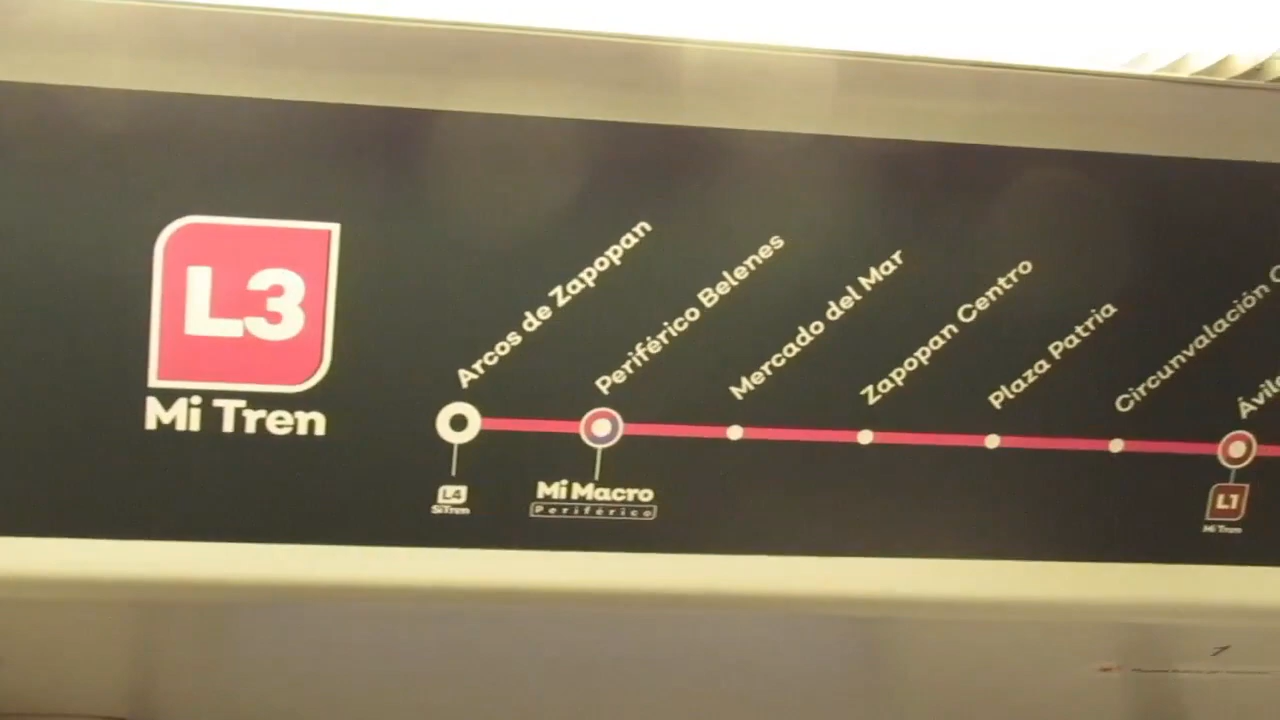 L3
Mi Tren
Arcos de Zapopan
Periférico Belenes
Mercado del Mar
Zapopan Centro
Plaza Patria
Circunvalación
L4
SiTren
Mi Macro
Periférico
L1
Mi Tren